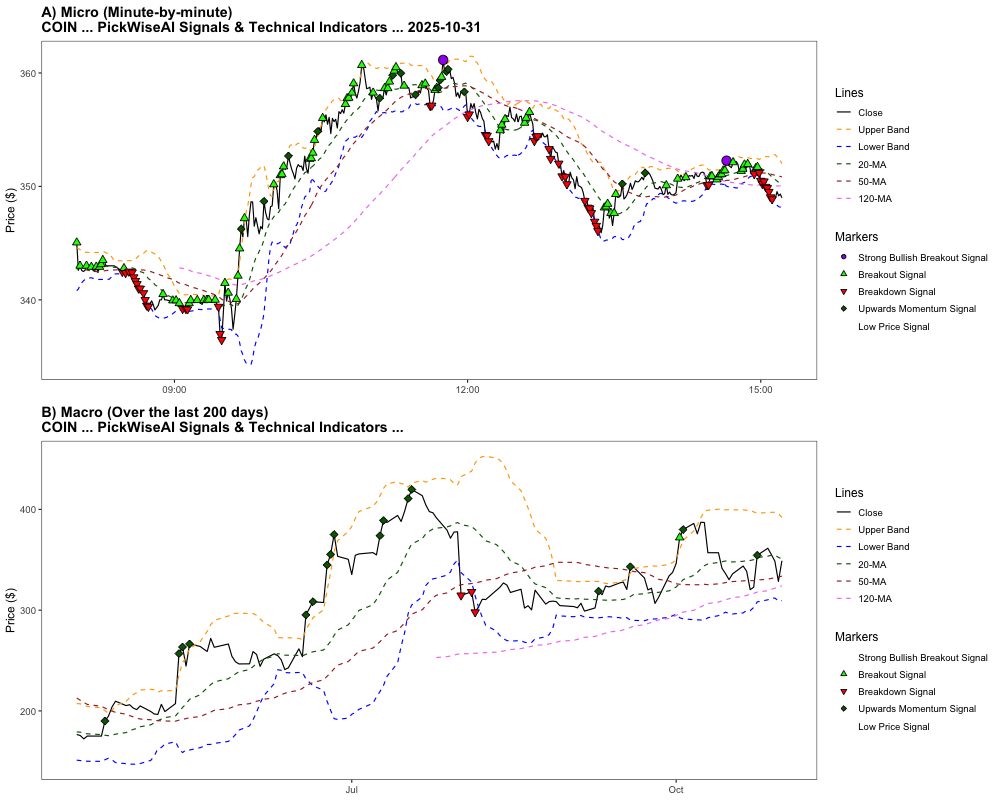 A) Micro (Minute-by-minute)
COIN ... PickWiseAI Signals & Technical Indicators ... 2025-10-31
360
350
340
Price ($)
09:00
12:00
15:00
Lines
Close
Upper Band
Lower Band
20-MA
50-MA
120-MA
Markers
Strong Bullish Breakout Signal
Breakout Signal
Breakdown Signal
Upwards Momentum Signal
Low Price Signal
B) Macro (Over the last 200 days)
COIN ... PickWiseAI Signals & Technical Indicators ...
400
300
200
Price ($)
Jul
Oct
Lines
Close
Upper Band
Lower Band
20-MA
50-MA
120-MA
Markers
Strong Bullish Breakout Signal
Breakout Signal
Breakdown Signal
Upwards Momentum Signal
Low Price Signal